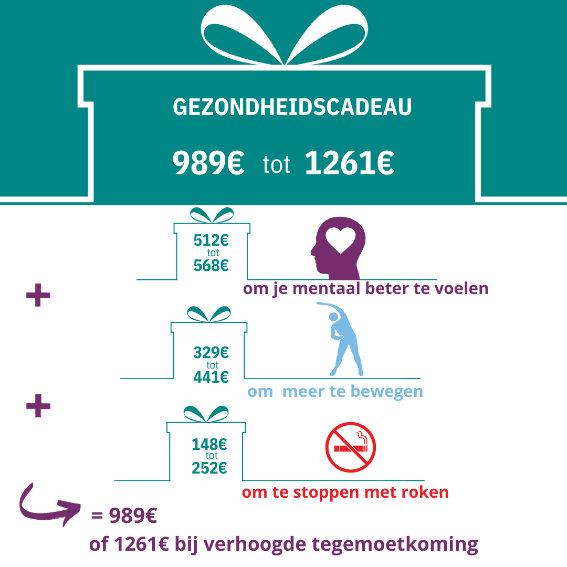 GEZONDHEIDSCADEAU
989€ tot 1261€
512€
tot
568€
om je mentaal beter te voelen
+
329€
tot
441€
om meer te bewegen
+
148€
tot
252€
om te stoppen met roken
= 989€
of 1261€ bij verhoogde tegemoetkoming